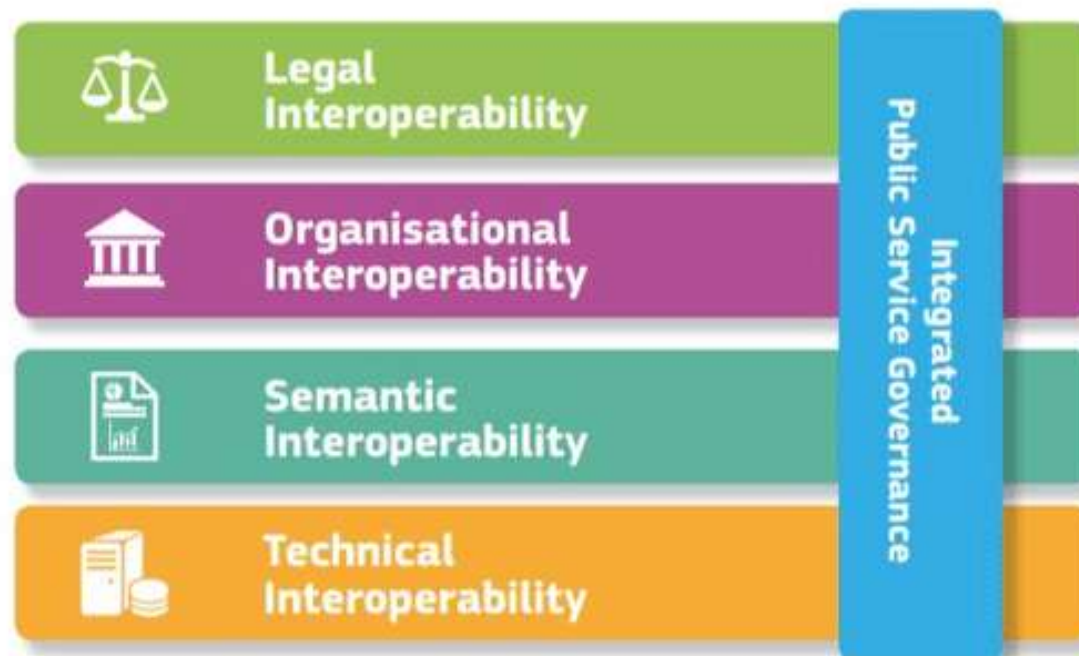 Legal
Interoperability
Organisational
Interoperability
Semantic
Interoperability
Technical
Interoperability
Integrated
Public Service Governance